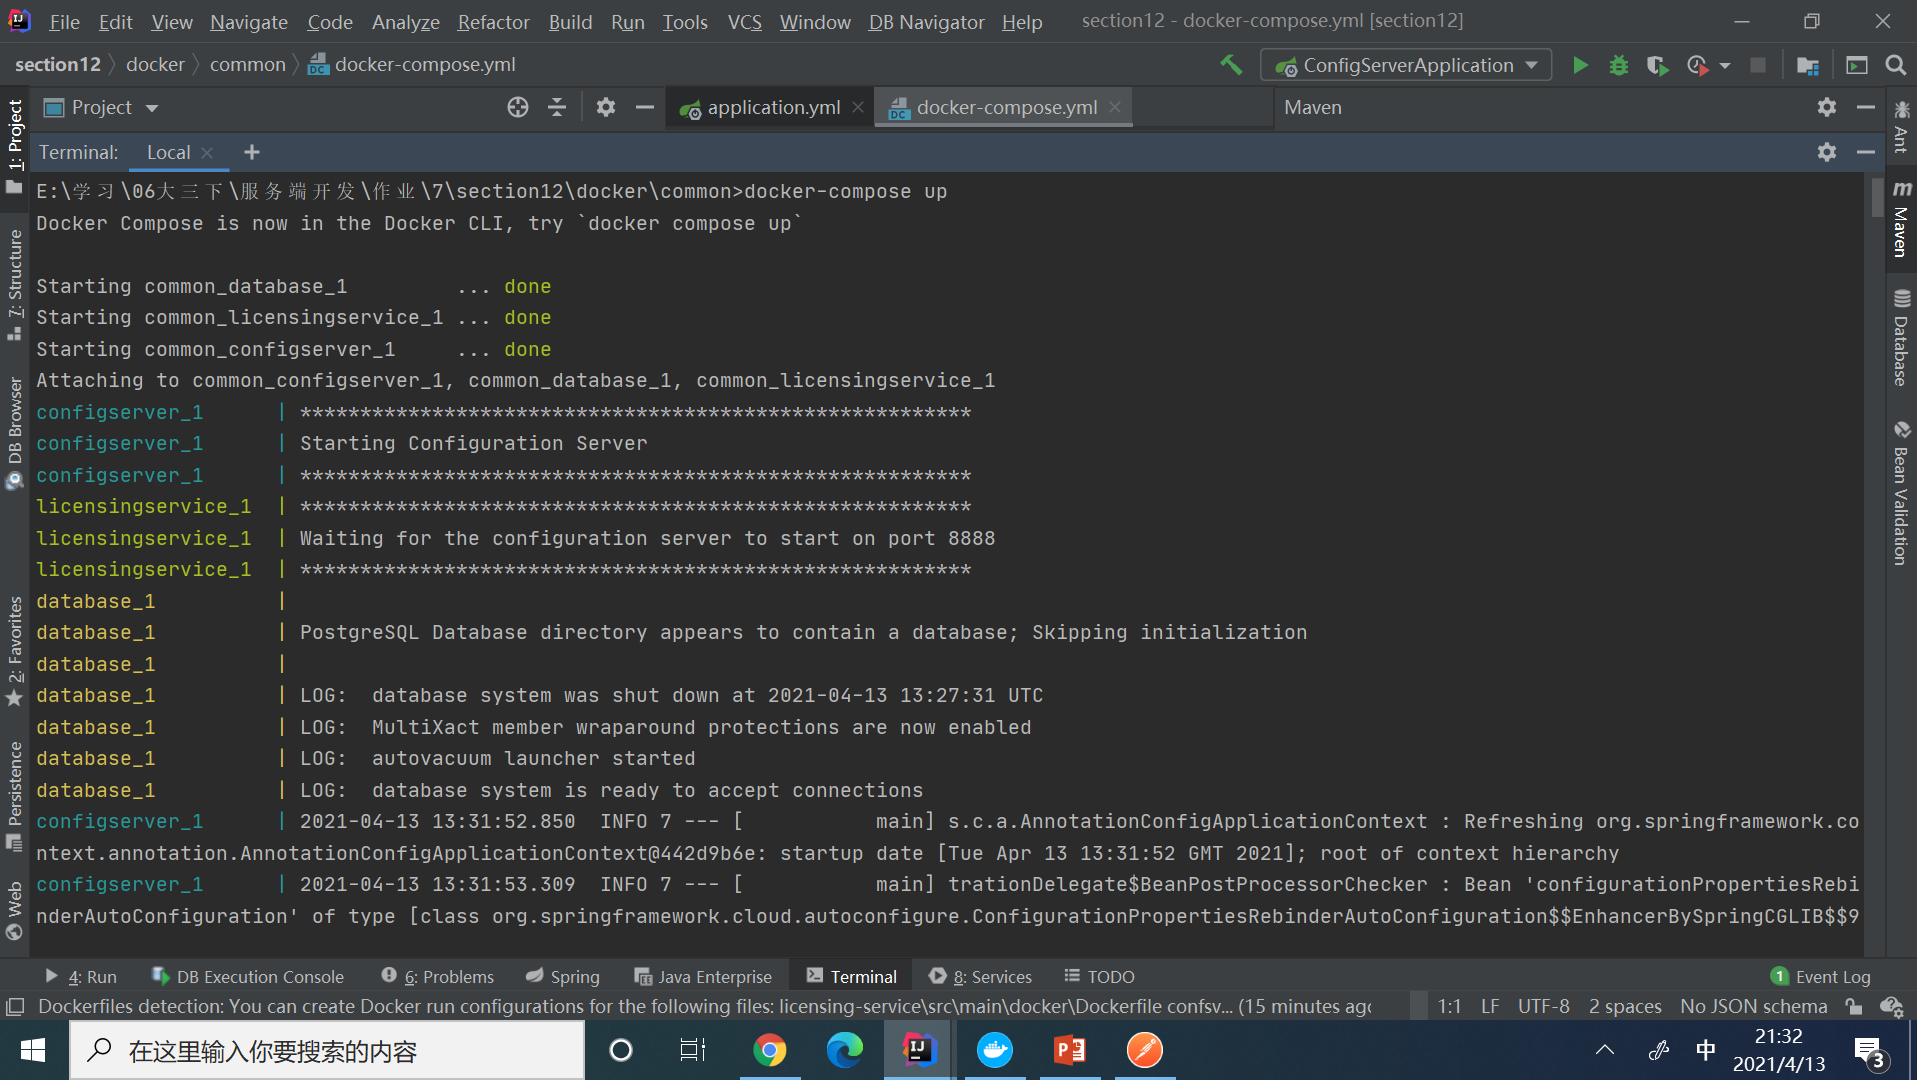 File Edit View Navigate Code Analyze Refactor Build Run Tools VCS Window DB Navigator Help section12 - docker-compose.yml [section12]
section12 docker common docker-compose.yml ConfigServerApplication
Project application.yml docker-compose.yml Maven
Terminal: Local
E:\学习\06大三下\服务端开发\作业\7\section12\docker\common>docker-compose up
Docker Compose is now in the Docker CLI, try `docker compose up`
Starting common_database_1 ... done
Starting common_licensingservice_1 ... done
Starting common_configserver_1 ... done
Attaching to common_configserver_1, common_database_1, common_licensingservice_1
configserver_1 | ********************************************************
configserver_1 | Starting Configuration Server
configserver_1 | ********************************************************
licensingservice_1 | ********************************************************
licensingservice_1 | Waiting for the configuration server to start on port 8888
licensingservice_1 | ********************************************************
database_1 |
database_1 | PostgreSQL Database directory appears to contain a database; Skipping initialization
database_1 |
database_1 | LOG: database system was shut down at 2021-04-13 13:27:31 UTC
database_1 | LOG: MultiXact member wraparound protections are now enabled
database_1 | LOG: autovacuum launcher started
database_1 | LOG: database system is ready to accept connections
configserver_1 | 2021-04-13 13:31:52.850 INFO 7 --- [ main] s.c.a.AnnotationConfigApplicationContext : Refreshing org.springframework.co
ntext.annotation.AnnotationConfigApplicationContext@442d9b6e: startup date [Tue Apr 13 13:31:52 GMT 2021]; root of context hierarchy
configserver_1 | 2021-04-13 13:31:53.309 INFO 7 --- [ main] trationDelegate$BeanPostProcessorChecker : Bean 'configurationPropertiesRebi
nderAutoConfiguration' of type [class org.springframework.cloud.autoconfigure.ConfigurationPropertiesRebinderAutoConfiguration$$EnhancerBySpringCGLIB$$9
1: Project
7: Structure
DB Browser
2: Favorites
Persistence
Web
Ant
Maven
Database
Bean Validation
4: Run DB Execution Console 6: Problems Spring Java Enterprise Terminal 8: Services TODO 1 Event Log
Dockerfiles detection: You can create Docker run configurations for the following files: licensing-service\src\main\docker\Dockerfile confsv... (15 minutes ago 1:1 LF UTF-8 2 spaces No JSON schema
在这里输入你要搜索的内容 中 21:32
2021/4/13 3